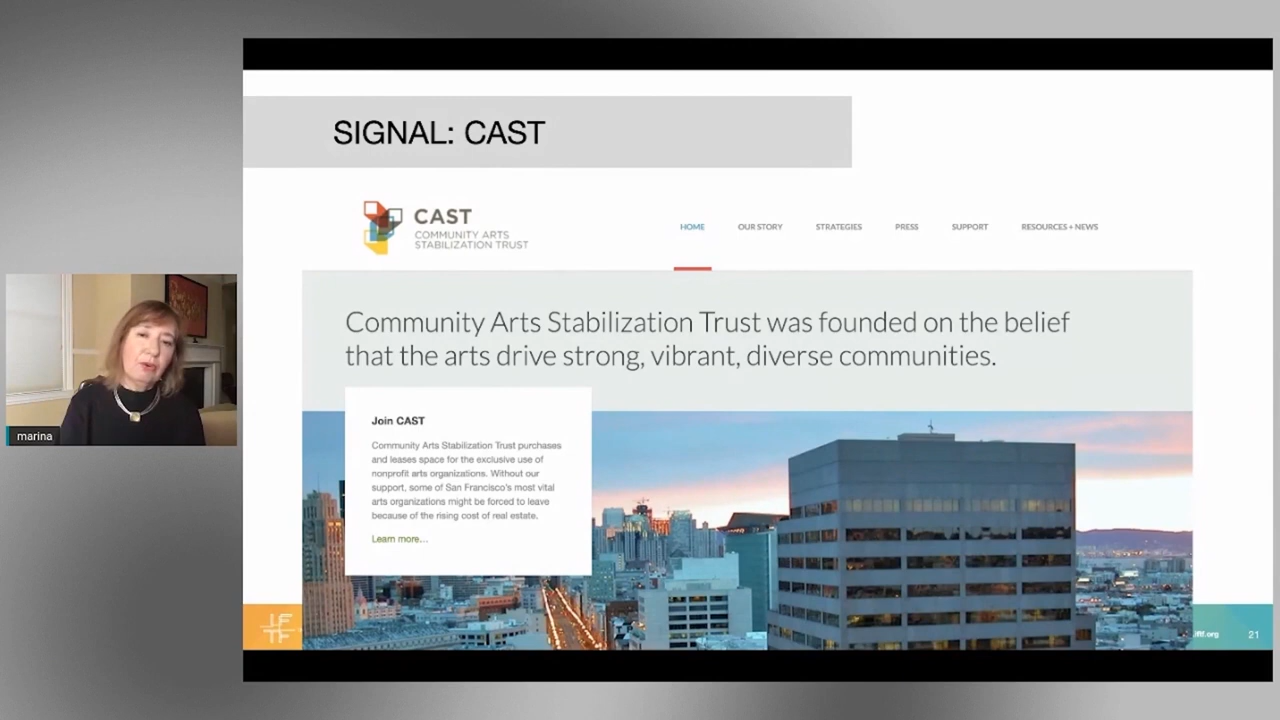 SIGNAL: CAST
CAST
COMMUNITY ARTS
STABILIZATION TRUST
HOME OUR STORY STRATEGIES PRESS SUPPORT RESOURCES + NEWS
Community Arts Stabilization Trust was founded on the belief
that the arts drive strong, vibrant, diverse communities.
Join CAST
Community Arts Stabilization Trust purchases
and leases space for the exclusive use of
nonprofit arts organizations. Without our
support, some of San Francisco's most vital
arts organizations might be forced to leave
because of the rising cost of real estate.
Learn more...
marina
iftf.org 21